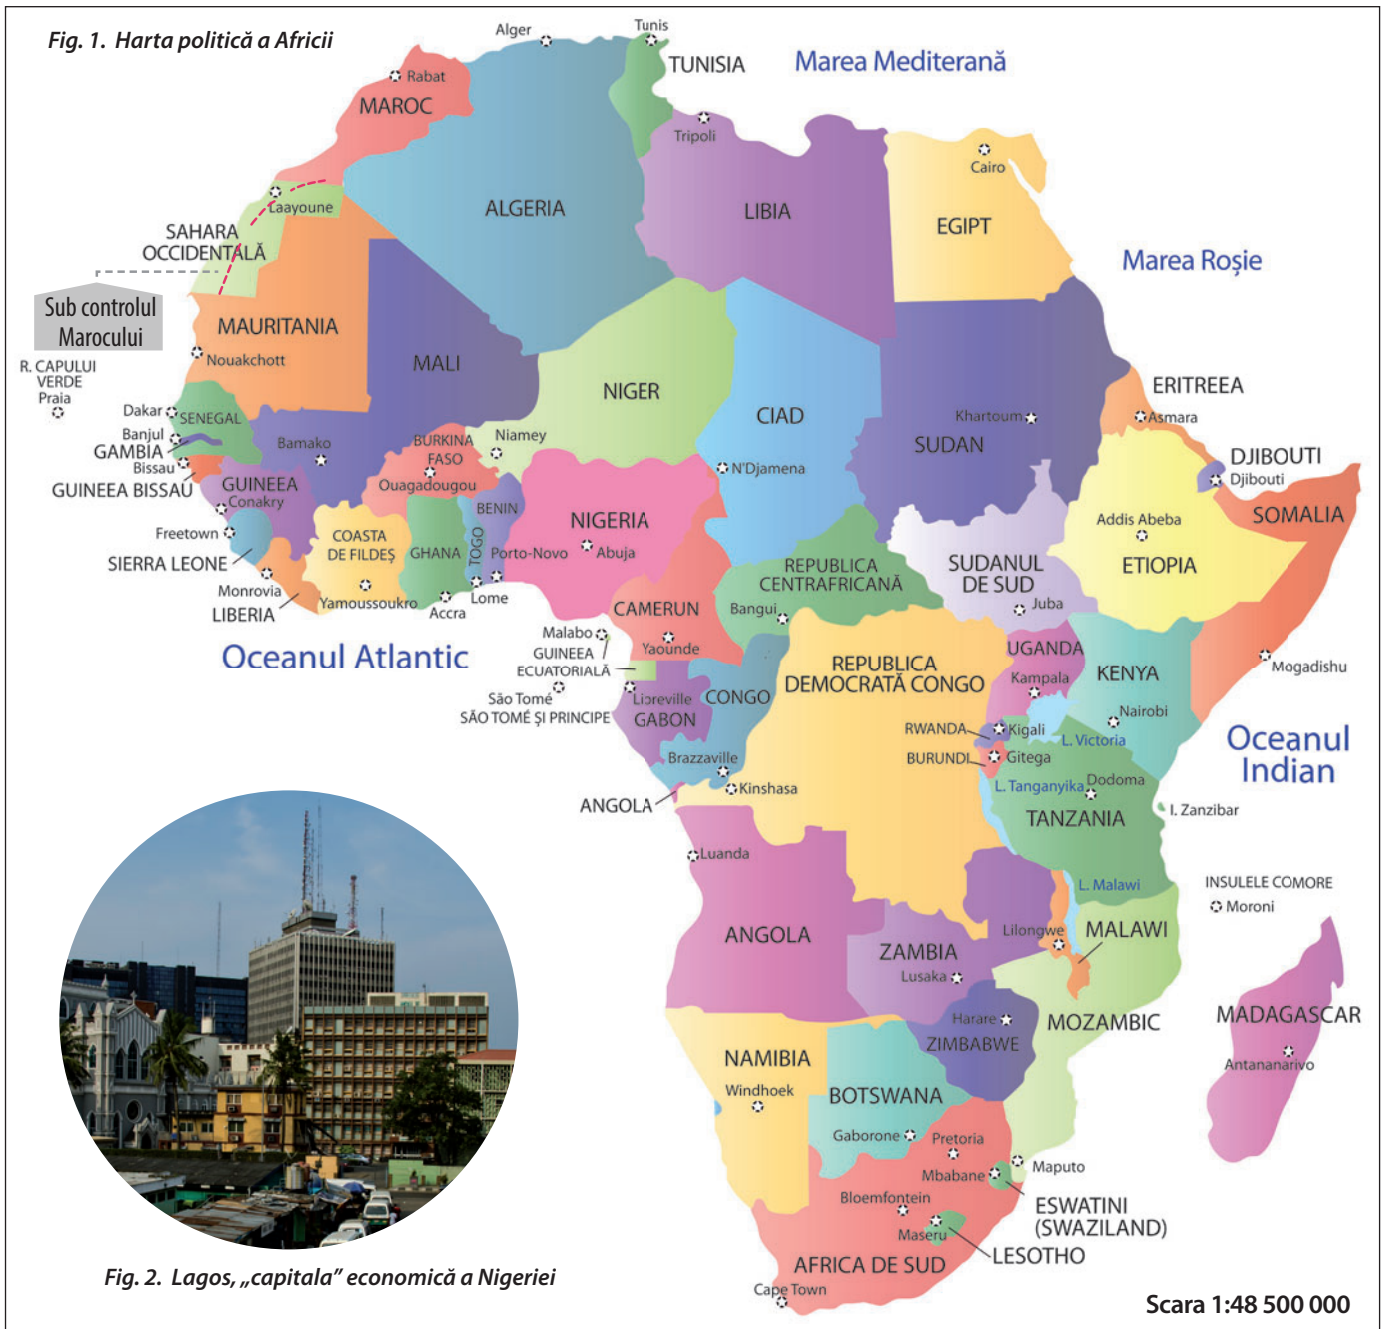 Fig. 1. Harta politică a Africii
Alger
Tunis
TUNISIA
Marea Mediterană
Rabat
MAROC
Tripoli
Cairo
Laayoune
ALGERIA
LIBIA
EGIPT
SAHARA
OCCIDENTALĂ
Marea Roșie
Sub controlul
Marocului
MAURITANIA
Nouakchott
MALI
R. CAPULUI
VERDE
Praia
NIGER
CIAD
Khartoum
SUDAN
ERITREEA
Asmara
Dakar
SENEGAL
Banjul
GAMBIA
Bissau
GUINEEA BISSAU
Bamako
BURKINA
FASO
Niamey
Ouagadougou
N'Djamena
DJIBOUTI
Djibouti
GUINEEA
Conakry
BENIN
NIGERIA
Abuja
SOMALIA
Addis Abeba
ETIOPIA
Freetown
SIERRA LEONE
COASTA
DE FILDEȘ
GHANA
TOGO
Porto-Novo
REPUBLICA
CENTRAFRICANĂ
SUDANUL
DE SUD
Juba
Monrovia
LIBERIA
Yamoussoukro
Accra
Lome
CAMERUN
Yaounde
Bangui
Oceanul Atlantic
Malabo
GUINEEA
ECUATORIALĂ
REPUBLICA
DEMOCRATĂ CONGO
UGANDA
Kampala
KENYA
Nairobi
Mogadishu
São Tomé
SÃO TOMÉ ȘI PRINCIPE
Libreville
GABON
CONGO
RWANDA
Kigali
L. Victoria
BURUNDI
Gitega
Oceanul
Indian
Brazzaville
Kinshasa
ANGOLA
L. Tanganyika
Dodoma
TANZANIA
I. Zanzibar
Luanda
L. Malawi
INSULELE COMORE
Moroni
ANGOLA
ZAMBIA
Lusaka
Lilongwe
MALAWI
Harare
ZIMBABWE
MOZAMBIC
MADAGASCAR
Antananarivo
NAMIBIA
Windhoek
BOTSWANA
Gaborone
Pretoria
Mbabane
Maputo
Bloemfontein
Maseru
ESWATINI
(SWAZILAND)
LESOTHO
AFRICA DE SUD
Cape Town
Fig. 2. Lagos, „capitala” economică a Nigeriei
Scara 1:48 500 000